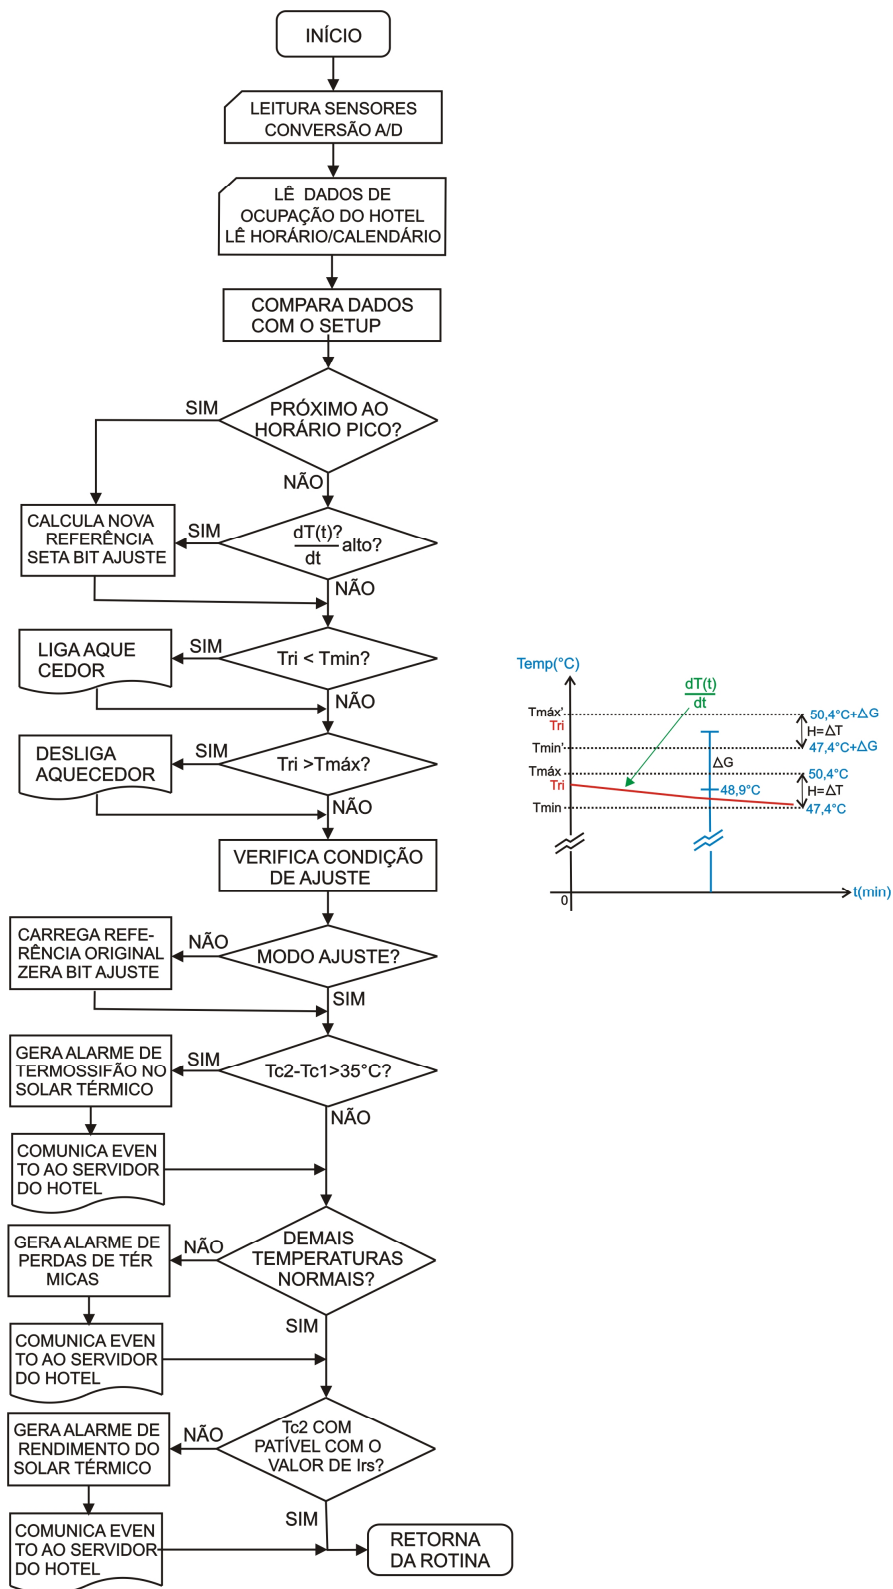 INÍCIO
LEITURA SENSORES
CONVERSÃO A/D
LÊ DADOS DE
OCUPAÇÃO DO HOTEL
LÊ HORÁRIO/CALENDÁRIO
COMPARA DADOS
COM O SETUP
SIM
PRÓXIMO AO
HORÁRIO PICO?
NÃO
CALCULA NOVA
REFERÊNCIA
SETA BIT AJUSTE
SIM
dT(t)?
dt
alto?
NÃO
LIGA AQUE
CEDOR
SIM
Tri < Tmin?
NÃO
DESLIGA
AQUECEDOR
SIM
Tri >Tmáx?
NÃO
VERIFICA CONDIÇÃO
DE AJUSTE
CARREGA REFE-
RÊNCIA ORIGINAL
ZERA BIT AJUSTE
NÃO
MODO AJUSTE?
SIM
GERA ALARME DE
TERMOSSIFÃO NO
SOLAR TÉRMICO
SIM
Tc2-Tc1>35°C?
NÃO
COMUNICA EVEN
TO AO SERVIDOR
DO HOTEL
GERA ALARME DE
PERDAS DE TÉR
MICAS
NÃO
DEMAIS
TEMPERATURAS
NORMAIS?
SIM
COMUNICA EVEN
TO AO SERVIDOR
DO HOTEL
GERA ALARME DE
RENDIMENTO DO
SOLAR TÉRMICO
NÃO
Tc2 COM
PATÍVEL COM O
VALOR DE Irs?
SIM
COMUNICA EVEN
TO AO SERVIDOR
DO HOTEL
RETORNA
DA ROTINA
Temp(°C)
dT(t)
dt
Tmáx'
Tri
Tmin'
Tmáx
Tri
Tmin
50,4°C+△G
H=△T
47,4°C+△G
△G
50,4°C
H=△T
48,9°C
47,4°C
0
t(min)